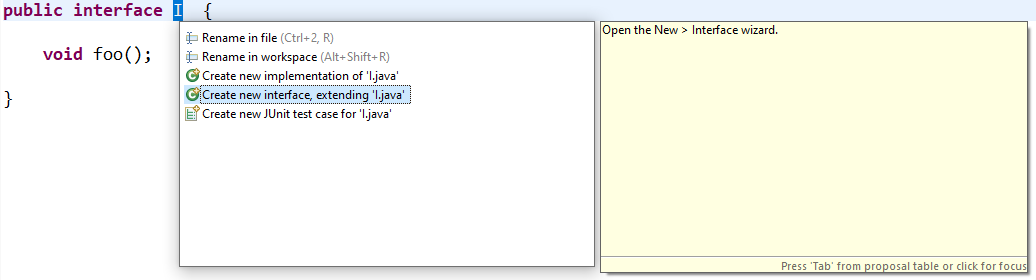 public interface I {
void foo();
}
Rename in file (Ctrl+2, R)
Rename in workspace (Alt+Shift+R)
Create new implementation of 'I.java'
Create new interface, extending 'I.java'
Create new JUnit test case for 'I.java'
Open the New > Interface wizard.
Press 'Tab' from proposal table or click for focus